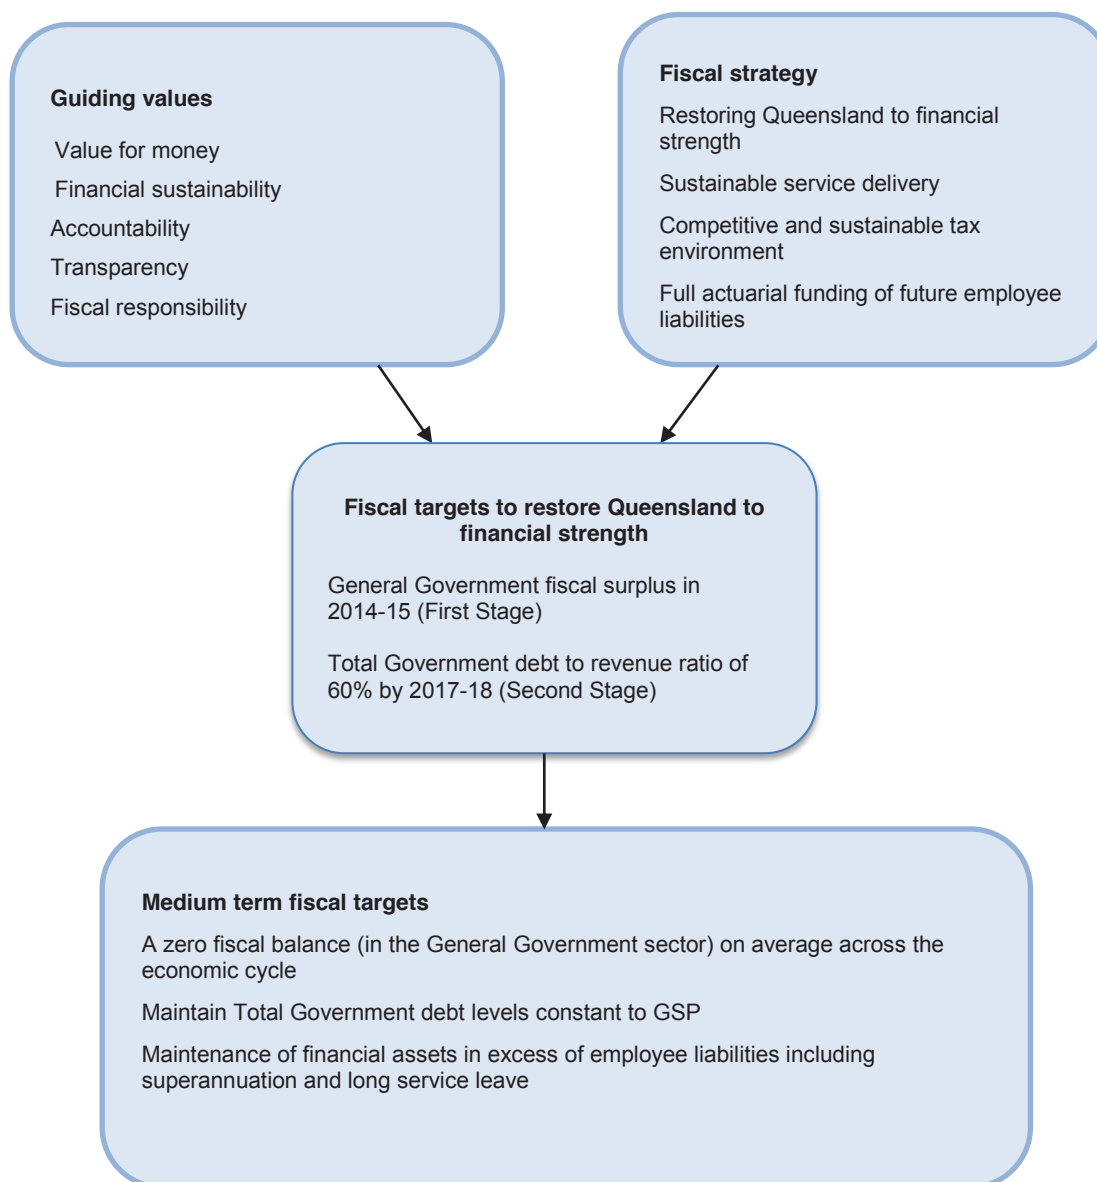 Guiding values
Value for money
Financial sustainability
Accountability
Transparency
Fiscal responsibility
Fiscal strategy
Restoring Queensland to financial
strength
Sustainable service delivery
Competitive and sustainable tax
environment
Full actuarial funding of future employee
liabilities
Fiscal targets to restore Queensland to
financial strength
General Government fiscal surplus in
2014-15 (First Stage)
Total Government debt to revenue ratio of
60% by 2017-18 (Second Stage)
Medium term fiscal targets
A zero fiscal balance (in the General Government sector) on average across the
economic cycle
Maintain Total Government debt levels constant to GSP
Maintenance of financial assets in excess of employee liabilities including
superannuation and long service leave